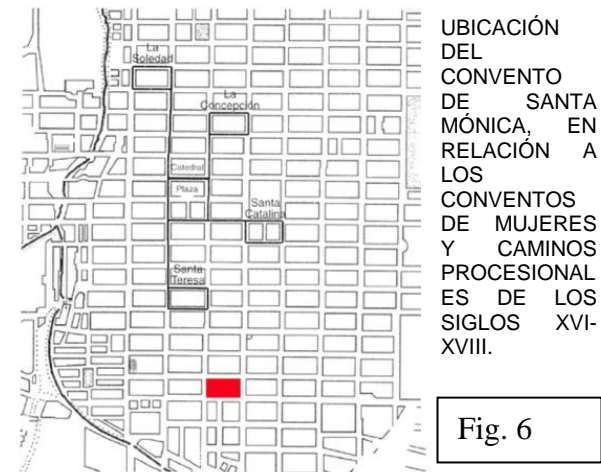 La
Soledad
La
Concepción
Catedral
Plaza
Santa
Catalina
Santa
Teresa
UBICACIÓN
DEL
CONVENTO
DE SANTA
MÓNICA, EN
RELACIÓN A
LOS
CONVENTOS
DE MUJERES
Y CAMINOS
PROCESIONAL
ES DE LOS
SIGLOS XVI-
XVIII.
Fig. 6